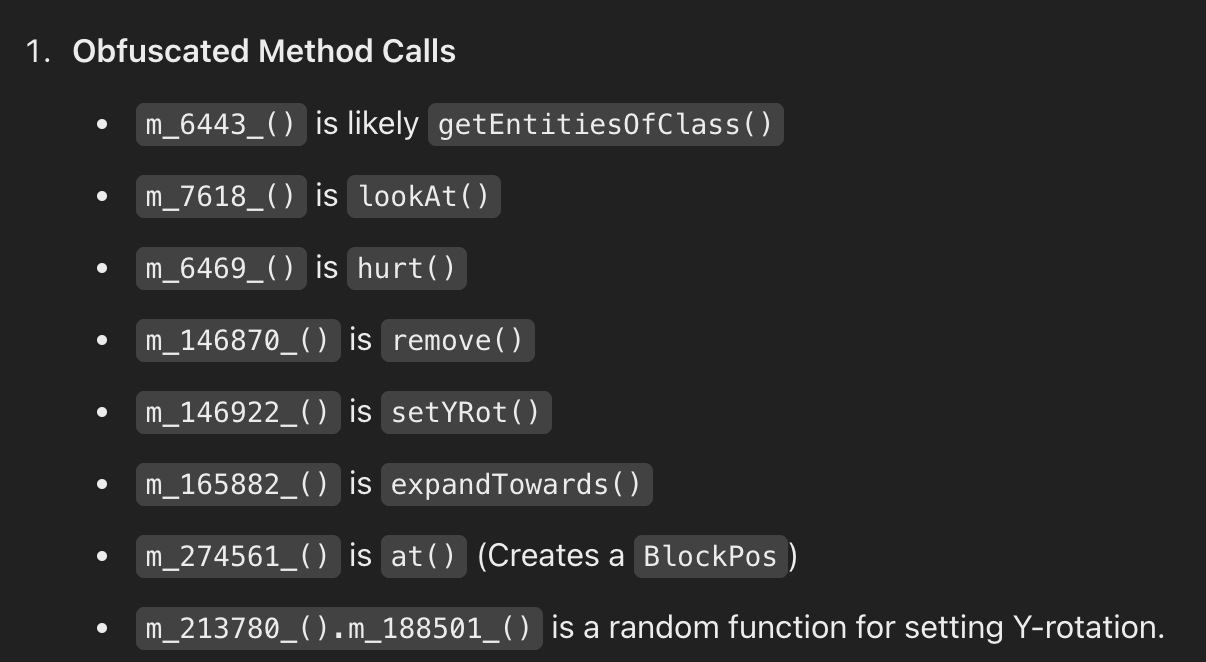 1. Obfuscated Method Calls
• m_6443_() is likely getEntitiesOfClass()
• m_7618_() is lookAt()
• m_6469_() is hurt()
• m_146870_() is remove()
• m_146922_() is setYRot()
• m_165882_() is expandTowards()
• m_274561_() is at() (Creates a BlockPos)
• m_213780_().m_188501_() is a random function for setting Y-rotation.